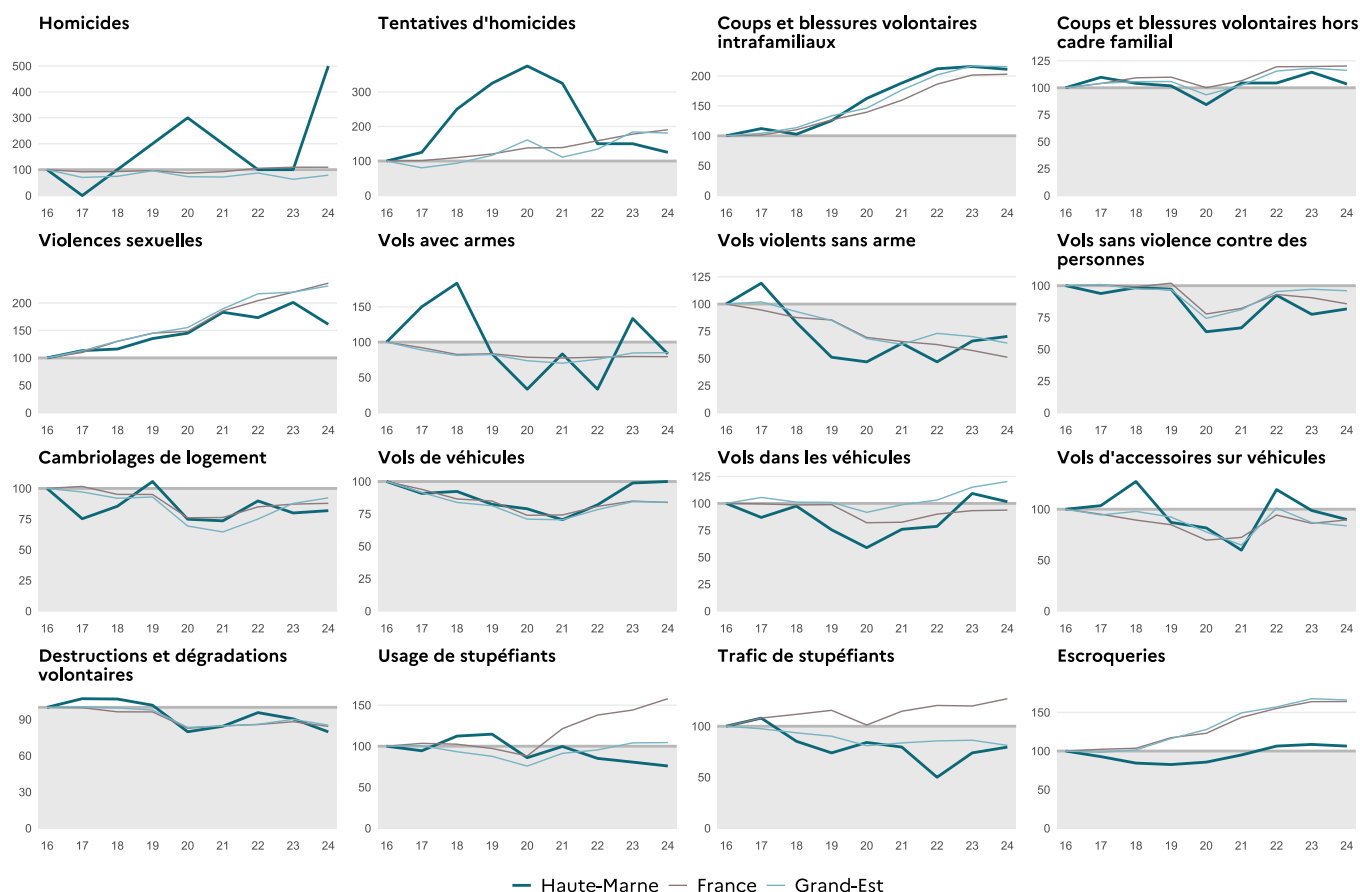 Homicides
500
400
300
200
100
0
16 17 18 19 20 21 22 23 24
Tentatives d'homicides
300
200
100
0
16 17 18 19 20 21 22 23 24
Coups et blessures volontaires
intrafamiliaux
200
150
100
50
0
16 17 18 19 20 21 22 23 24
Coups et blessures volontaires hors
cadre familial
125
100
75
50
25
0
16 17 18 19 20 21 22 23 24
Violences sexuelles
200
150
100
50
0
16 17 18 19 20 21 22 23 24
Vols avec armes
150
100
50
0
16 17 18 19 20 21 22 23 24
Vols violents sans arme
125
100
75
50
25
0
16 17 18 19 20 21 22 23 24
Vols sans violence contre des
personnes
100
75
50
25
0
16 17 18 19 20 21 22 23 24
Cambriolages de logement
100
75
50
25
0
16 17 18 19 20 21 22 23 24
Vols de véhicules
100
75
50
25
0
16 17 18 19 20 21 22 23 24
Vols dans les véhicules
125
100
75
50
25
0
16 17 18 19 20 21 22 23 24
Vols d'accessoires sur véhicules
100
50
0
16 17 18 19 20 21 22 23 24
Destructions et dégradations
volontaires
90
60
30
0
16 17 18 19 20 21 22 23 24
Usage de stupéfiants
150
100
50
0
16 17 18 19 20 21 22 23 24
Trafic de stupéfiants
100
50
0
16 17 18 19 20 21 22 23 24
Escroqueries
150
100
50
0
16 17 18 19 20 21 22 23 24
Haute-Marne France Grand-Est